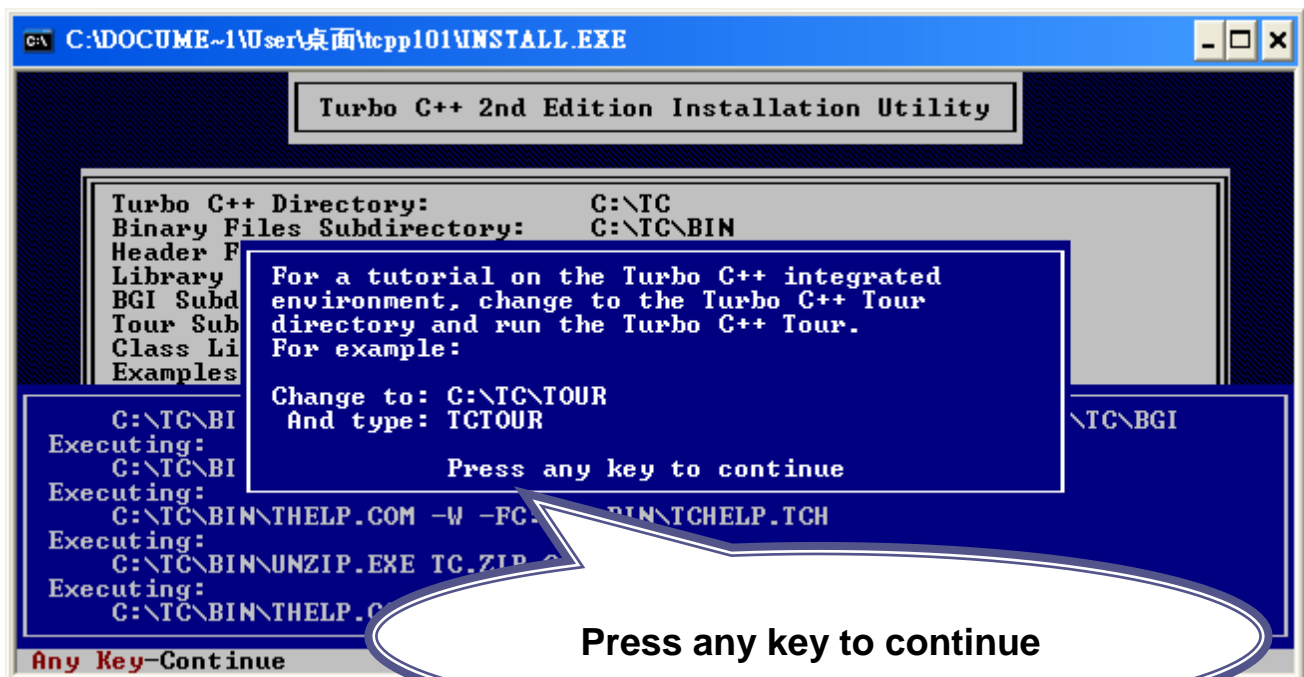 C:\DOCUME~1\User\桌面\tcpp101\INSTALL.EXE
Turbo C++ 2nd Edition Installation Utility
Turbo C++ Directory: C:\TC
Binary Files Subdirectory: C:\TC\BIN
Header F
Library
BGI Subd
Tour Sub
Class Li
Examples
For a tutorial on the Turbo C++ integrated
environment, change to the Turbo C++ Tour
directory and run the Turbo C++ Tour.
For example:
Change to: C:\TC\TOUR
And type: TCTOUR
Press any key to continue
C:\TC\BI \TC\BGI
Executing:
C:\TC\BI
Executing:
C:\TC\BIN\THELP.COM -W -FC: BIN\TCHELP.TCH
Executing:
C:\TC\BIN\UNZIP.EXE TC.ZIP
Executing:
C:\TC\BIN\THELP.C
Press any key to continue
Any Key-Continue